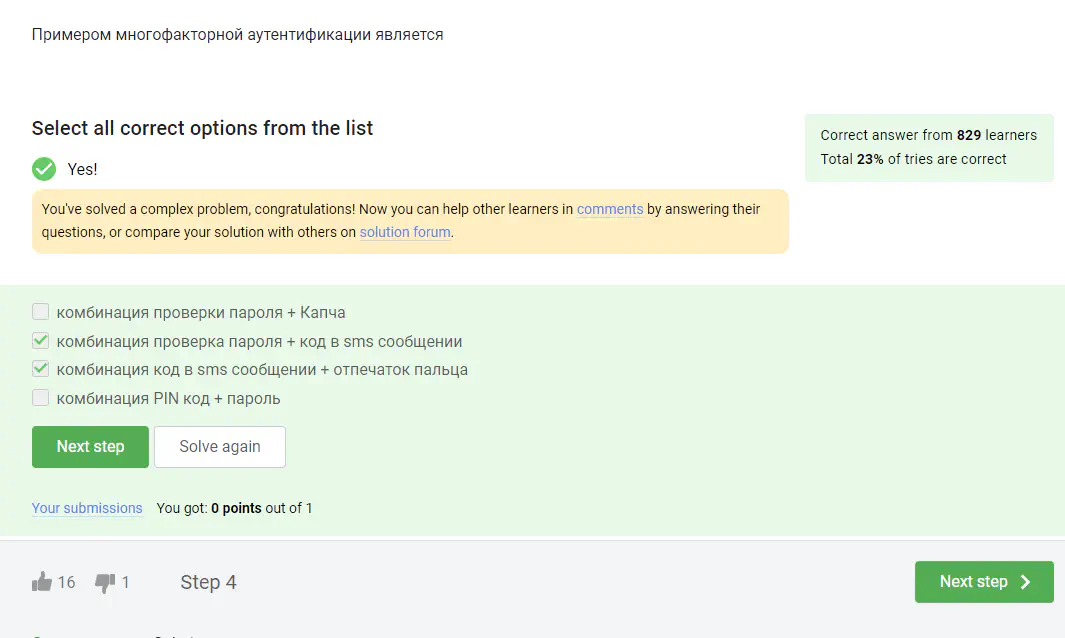 Примером многофакторной аутентификации является
Select all correct options from the list
Correct answer from 829 learners
Total 23% of tries are correct
Yes!
You've solved a complex problem, congratulations! Now you can help other learners in comments by answering their
questions, or compare your solution with others on solution forum.
комбинация проверки пароля + Капча
комбинация проверка пароля + код в sms сообщении
комбинация код в sms сообщении + отпечаток пальца
комбинация PIN код + пароль
Next step
Solve again
Your submissions You got: 0 points out of 1
16 1 Step 4
Next step